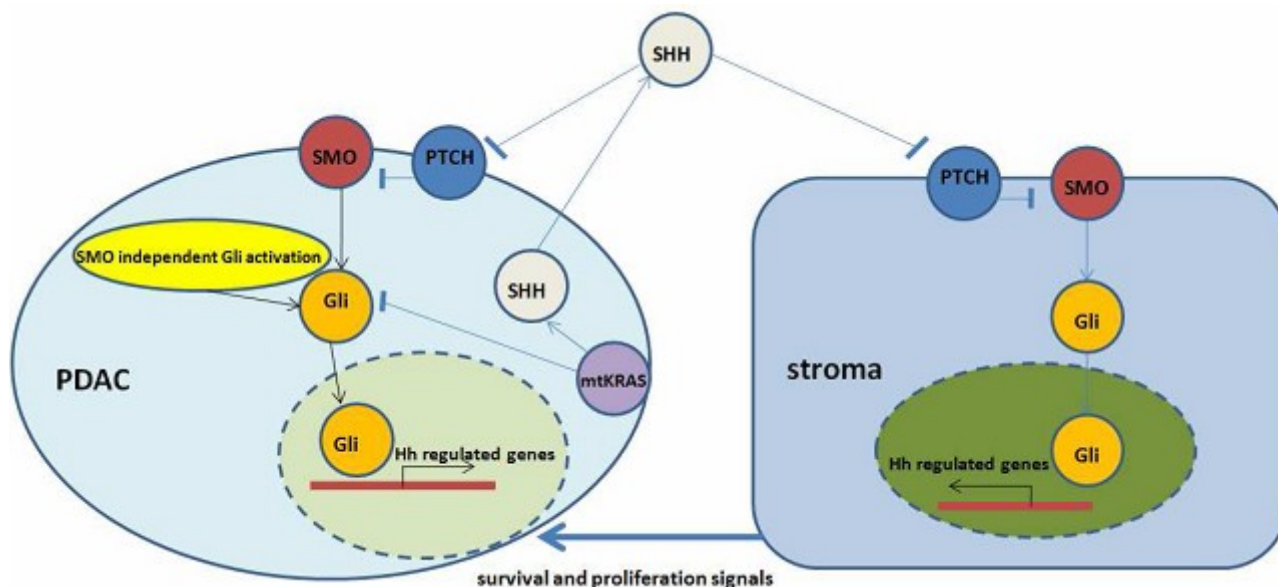 SHH
SMO
PTCH
PTCH
SMO
SMO independent Gli activation
SHH
Gli
Gli
PDAC
mtKRAS
stroma
Gli
Hh regulated genes
Gli
Hh regulated genes
survival and proliferation signals